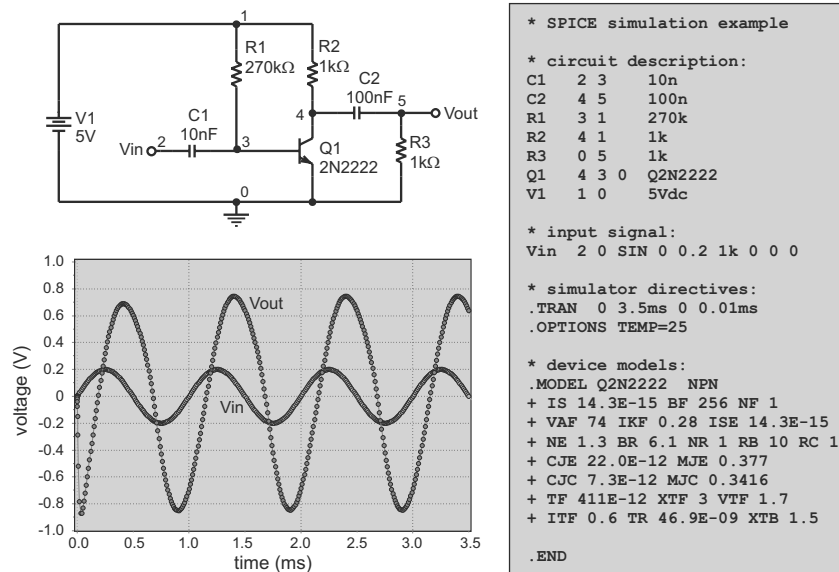 1
R1
270kΩ
R2
1kΩ
C2
100nF
5
Vout
4
V1
5V
C1
10nF
Vin
2
3
Q1
2N2222
R3
1kΩ
0
1.0
0.8
0.6
0.4
0.2
0
-0.2
-0.4
-0.6
-0.8
-1.0
voltage (V)
Vout
Vin
0.0 0.5 1.0 1.5 2.0 2.5 3.0 3.5
time (ms)
* SPICE simulation example
* circuit description:
C1 2 3 10n
C2 4 5 100n
R1 3 1 270k
R2 4 1 1k
R3 0 5 1k
Q1 4 3 0 Q2N2222
V1 1 0 5Vdc
* input signal:
Vin 2 0 SIN 0 0.2 1k 0 0 0
* simulator directives:
.TRAN 0 3.5ms 0 0.01ms
.OPTIONS TEMP=25
* device models:
.MODEL Q2N2222 NPN
+ IS 14.3E-15 BF 256 NF 1
+ VAF 74 IKF 0.28 ISE 14.3E-15
+ NE 1.3 BR 6.1 NR 1 RB 10 RC 1
+ CJE 22.0E-12 MJE 0.377
+ CJC 7.3E-12 MJC 0.3416
+ TF 411E-12 XTF 3 VTF 1.7
+ ITF 0.6 TR 46.9E-09 XTB 1.5
.END